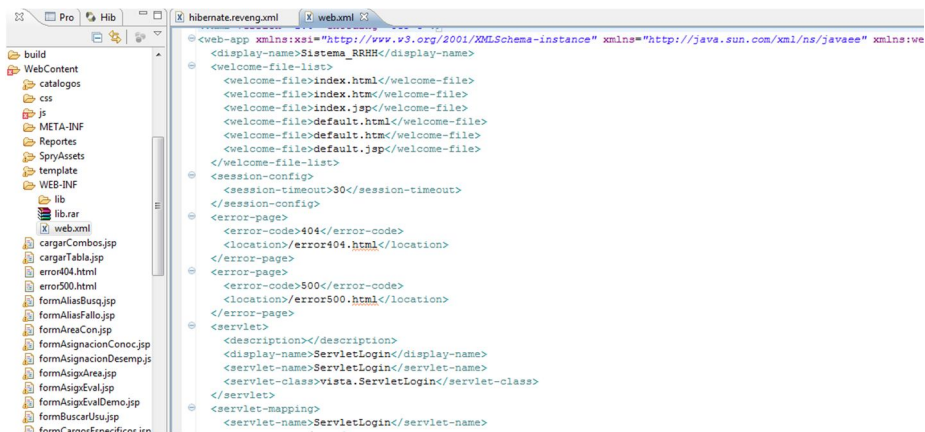 Pro
Hib
hibernate.reveng.xml
web.xml
build
WebContent
catalogos
css
js
META-INF
Reportes
SpryAssets
template
WEB-INF
lib
lib.rar
web.xml
cargarCombos.jsp
cargarTabla.jsp
error404.html
error500.html
formAliasBusq.jsp
formAliasFallo.jsp
formAreaCon.jsp
formAsignacionConoc.jsp
formAsignacionDesemp.js
formAsigxArea.jsp
formAsigxEval.jsp
formAsigxEvalDemo.jsp
formBuscarUsu.jsp
formCargosEspecificos.jsp
<web-app xmlns:xsi="http://www.w3.org/2001/XMLSchema-instance" xmlns="http://java.sun.com/xml/ns/javaee" xmlns:we
<display-name>Sistema_RRHH</display-name>
<welcome-file-list>
<welcome-file>index.html</welcome-file>
<welcome-file>index.htm</welcome-file>
<welcome-file>index.jsp</welcome-file>
<welcome-file>default.html</welcome-file>
<welcome-file>default.htm</welcome-file>
<welcome-file>default.jsp</welcome-file>
</welcome-file-list>
<session-config>
<session-timeout>30</session-timeout>
</session-config>
<error-page>
<error-code>404</error-code>
<location>/error404.html</location>
</error-page>
<error-page>
<error-code>500</error-code>
<location>/error500.html</location>
</error-page>
<servlet>
<description></description>
<display-name>ServletLogin</display-name>
<servlet-name>ServletLogin</servlet-name>
<servlet-class>vista.ServletLogin</servlet-class>
</servlet>
<servlet-mapping>
<servlet-name>ServletLogin</servlet-name>